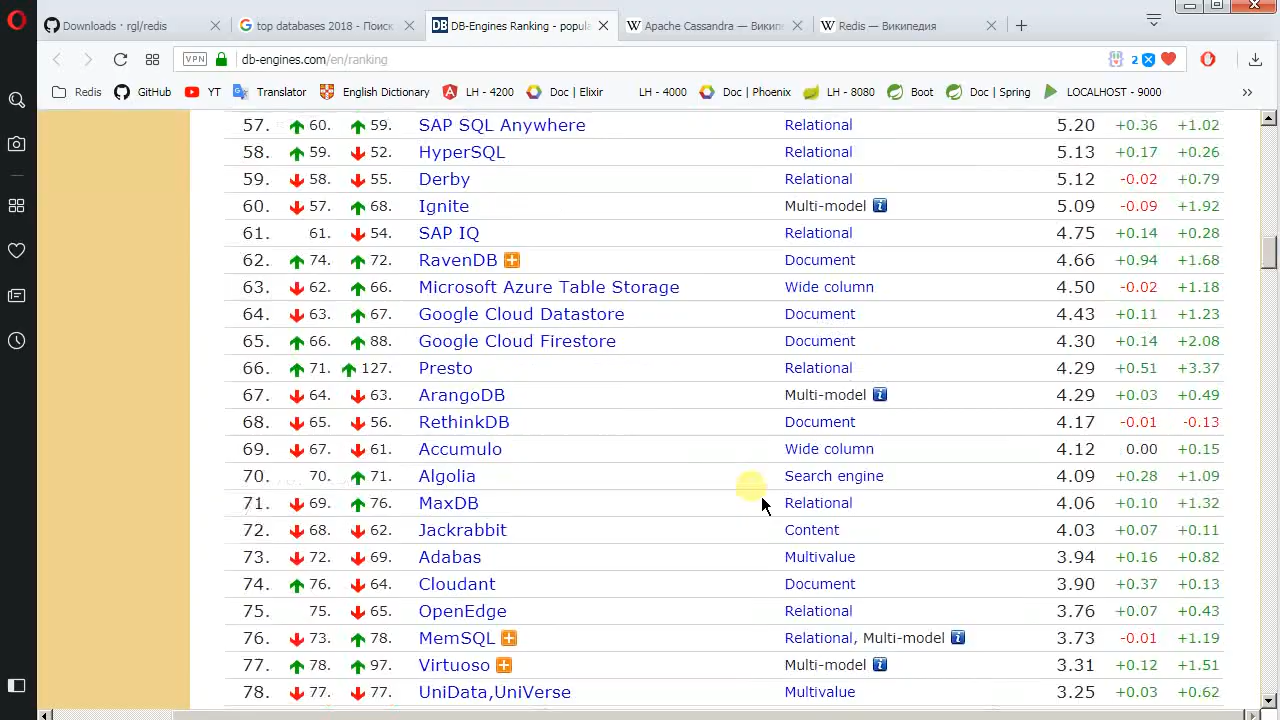 Downloads · rgl/redis
top databases 2018 - Поиск
DB-Engines Ranking - popula
Apache Cassandra — Викип
Redis — Википедия
VPN db-engines.com/en/ranking 2
Redis GitHub YT Translator English Dictionary LH - 4200 Doc | Elixir LH - 4000 Doc | Phoenix LH - 8080 Boot Doc | Spring LOCALHOST - 9000 »
57. 60. 59. SAP SQL Anywhere Relational 5.20 +0.36 +1.02
58. 59. 52. HyperSQL Relational 5.13 +0.17 +0.26
59. 58. 55. Derby Relational 5.12 -0.02 +0.79
60. 57. 68. Ignite Multi-model 5.09 -0.09 +1.92
61. 61. 54. SAP IQ Relational 4.75 +0.14 +0.28
62. 74. 72. RavenDB Document 4.66 +0.94 +1.68
63. 62. 66. Microsoft Azure Table Storage Wide column 4.50 -0.02 +1.18
64. 63. 67. Google Cloud Datastore Document 4.43 +0.11 +1.23
65. 66. 88. Google Cloud Firestore Document 4.30 +0.14 +2.08
66. 71. 127. Presto Relational 4.29 +0.51 +3.37
67. 64. 63. ArangoDB Multi-model 4.29 +0.03 +0.49
68. 65. 56. RethinkDB Document 4.17 -0.01 -0.13
69. 67. 61. Accumulo Wide column 4.12 0.00 +0.15
70. 70. 71. Algolia Search engine 4.09 +0.28 +1.09
71. 69. 76. MaxDB Relational 4.06 +0.10 +1.32
72. 68. 62. Jackrabbit Content 4.03 +0.07 +0.11
73. 72. 69. Adabas Multivalue 3.94 +0.16 +0.82
74. 76. 64. Cloudant Document 3.90 +0.37 +0.13
75. 75. 65. OpenEdge Relational 3.76 +0.07 +0.43
76. 73. 78. MemSQL Relational, Multi-model 3.73 -0.01 +1.19
77. 78. 97. Virtuoso Multi-model 3.31 +0.12 +1.51
78. 77. 77. UniData,UniVerse Multivalue 3.25 +0.03 +0.62